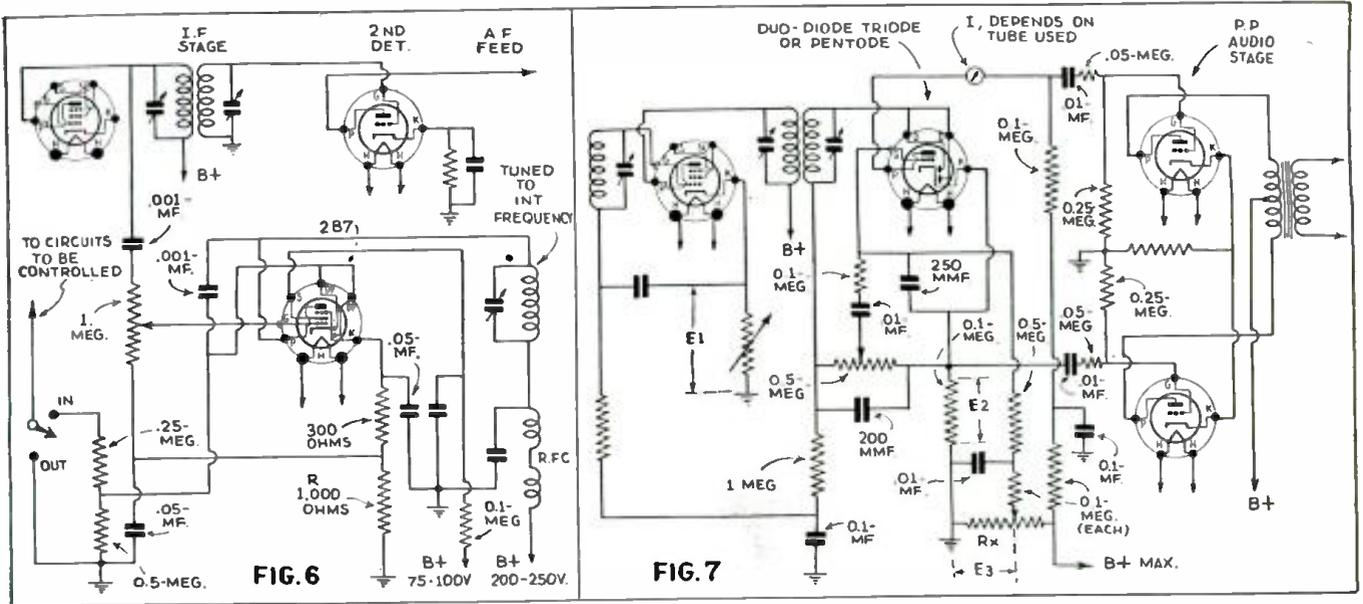 I.F
STAGE
2ND
DET.
A F
FEED
G
P
K
H
H
B+
TUNED
TO
INT
FREQUENCY
.001-
MF.
2B7
TO CIRCUITS
TO BE
CONTROLLED
.001-
MF.
1.
MEG.
.05-
MF.
IN
OUT
.25-
MEG.
300
OHMS
R.F.C
R
1,000
OHMS
.05-
MF.
0.5-MEG.
0.1-
MEG
B+
75-100V
B+
200-250V.
FIG.6
DUO-DIODE TRIODE
OR PENTODE
I, DEPENDS ON
TUBE USED
P.P
AUDIO
STAGE
.05-MEG.
.01-
MF.
0.1-
MEG.
0.25
MEG.
B+
0.1-
MEG
250
MMF
.01-
MF.
0.1-
MEG
0.5-
MEG
.05-
MEG
0.25-
MEG.
E1
0.5-
MEG
.01-
MF.
E2
200
MMF.
1 MEG
.01-
MF.
0.1-
MF.
0.1-
MEG.
(EACH)
0.1-
MF
Rx
E3
B+ MAX.
B+
FIG.7